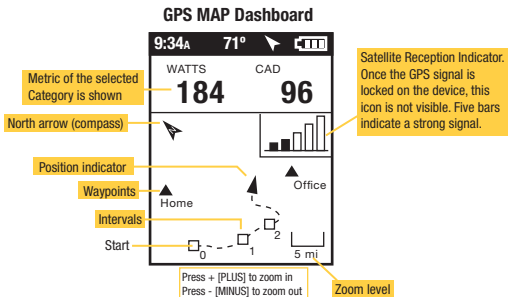 GPS MAP Dashboard
9:34A 71º
WATTS CAD
184 96
Metric of the selected
Category is shown
Satellite Reception Indicator.
Once the GPS signal is
locked on the device, this
icon is not visible. Five bars
indicate a strong signal.
North arrow (compass)
Position indicator
Waypoints
Home
Office
Intervals
Start
0
1
2
5 mi
Press + [PLUS] to zoom in
Press - [MINUS] to zoom out
Zoom level